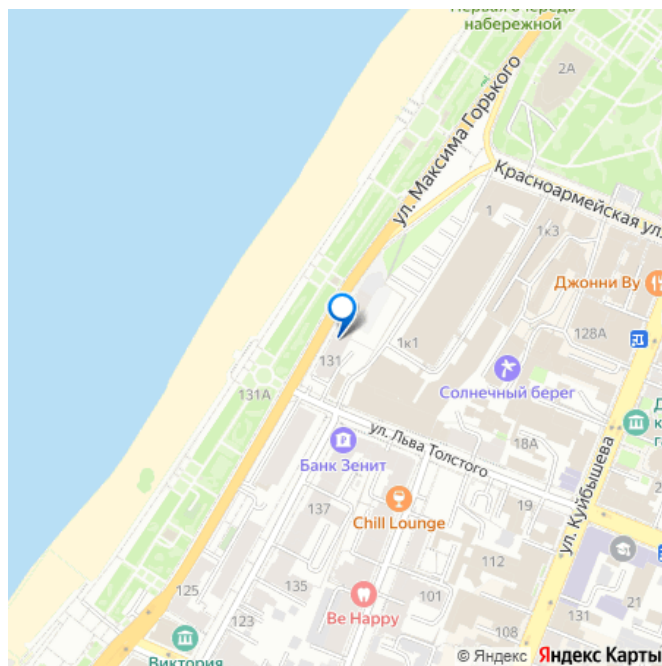 Первая очередь
набережной
2А
ул. Максима Горького
Красноармейская ул.
1
1к3
Джонни Ву
128А
131
1к1
Солнечный берег
131А
ул. Льва Толстого
Банк Зенит
18А
ул. Куйбышева
137
Chill Lounge
19
112
125
135
101
Be Happy
123
131
21
108
Виктория
© Яндекс Яндекс Карты